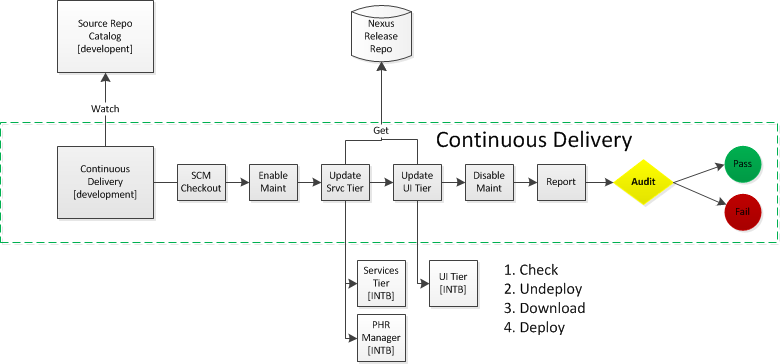 Source Repo
Catalog
[developent]
Nexus
Release
Repo
Watch
Get
Continuous Delivery
Continuous
Delivery
[development]
SCM
Checkout
Enable
Maint
Update
Srvc Tier
Update
UI Tier
Disable
Maint
Report
Audit
Pass
Fail
Services
Tier
[INTB]
UI Tier
[INTB]
PHR
Manager
[INTB]
1. Check
2. Undeploy
3. Download
4. Deploy